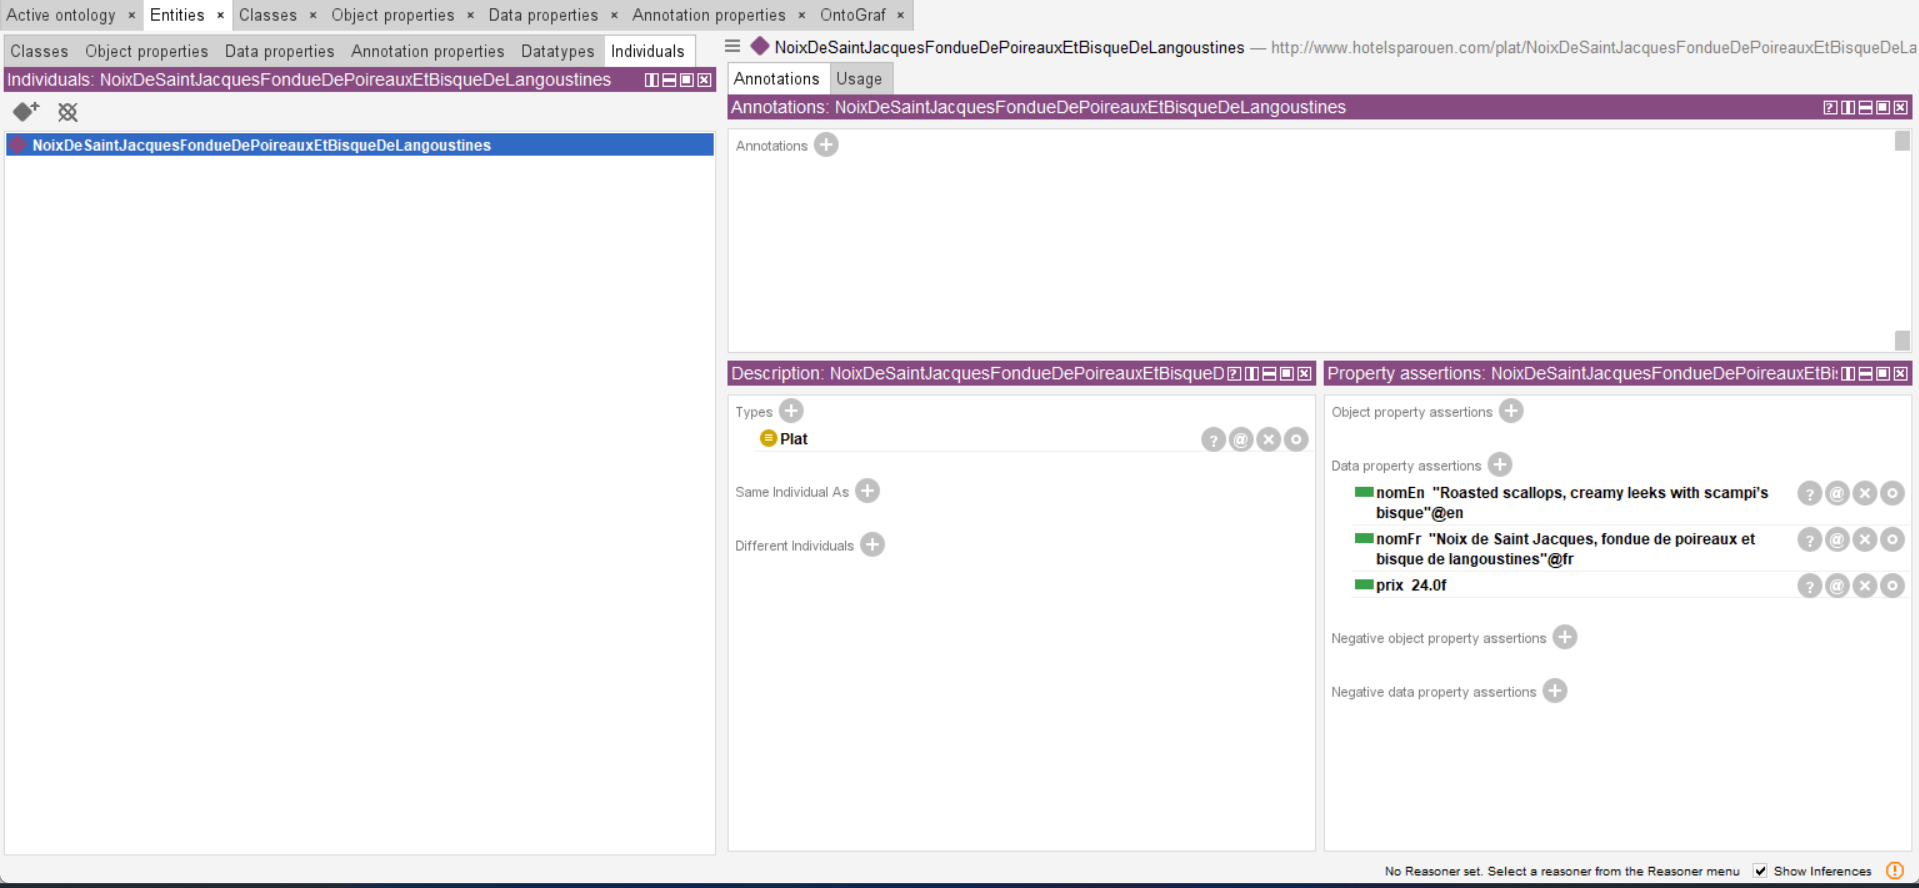 Active ontology × Entities × Classes × Object properties × Data properties × Annotation properties × OntoGraf ×
Classes Object properties Data properties Annotation properties Datatypes Individuals
Individuals: NoixDeSaintJacquesFondueDePoireauxEtBisqueDeLangoustines
NoixDeSaintJacquesFondueDePoireauxEtBisqueDeLangoustines
NoixDeSaintJacquesFondueDePoireauxEtBisqueDeLangoustines — http://www.hotelsparouen.com/plat/NoixDeSaintJacquesFondueDePoireauxEtBisqueDeLa
Annotations Usage
Annotations: NoixDeSaintJacquesFondueDePoireauxEtBisqueDeLangoustines
Annotations
Description: NoixDeSaintJacquesFondueDePoireauxEtBisqueD
Types
Plat
Same Individual As
Different Individuals
Property assertions: NoixDeSaintJacquesFondueDePoireauxEtBi
Object property assertions
Data property assertions
nomEn "Roasted scallops, creamy leeks with scampi's
bisque"@en
nomFr "Noix de Saint Jacques, fondue de poireaux et
bisque de langoustines"@fr
prix 24.0f
Negative object property assertions
Negative data property assertions
No Reasoner set. Select a reasoner from the Reasoner menu Show Inferences